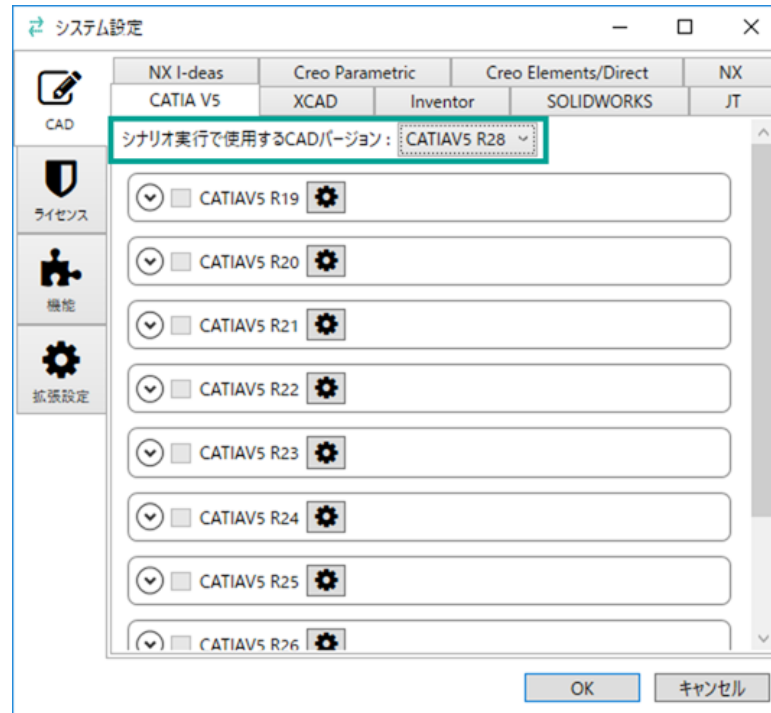 システム設定
CAD
ライセンス
機能
拡張設定
NX I-deas Creo Parametric Creo Elements/Direct NX
CATIA V5 XCAD Inventor SOLIDWORKS JT
シナリオ実行で使用するCADバージョン : CATIAV5 R28
CATIAV5 R19
CATIAV5 R20
CATIAV5 R21
CATIAV5 R22
CATIAV5 R23
CATIAV5 R24
CATIAV5 R25
CATIAV5 R26
OK キャンセル